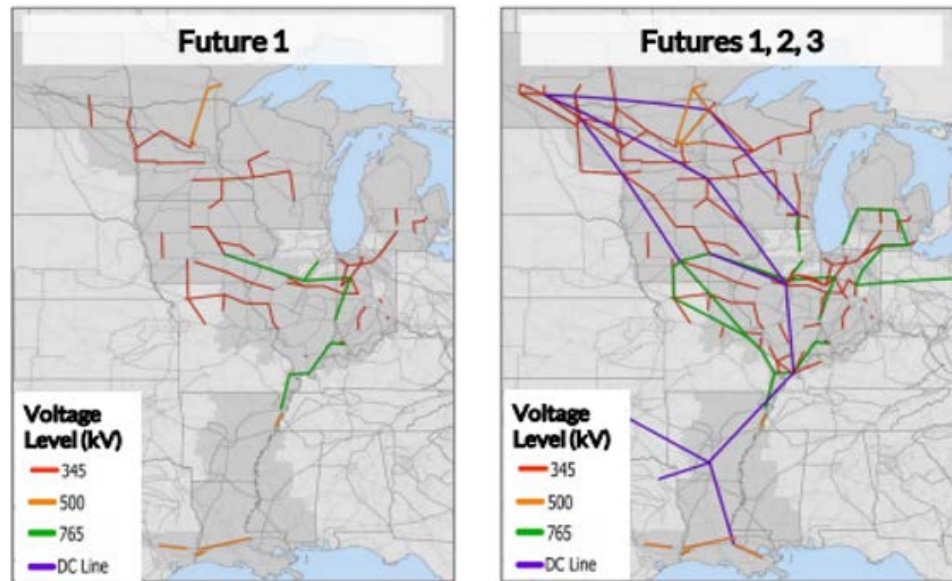 Future 1
Voltage
Level (kV)
345
500
765
DC Line
Futures 1, 2, 3
Voltage
Level (kV)
345
500
765
DC Line